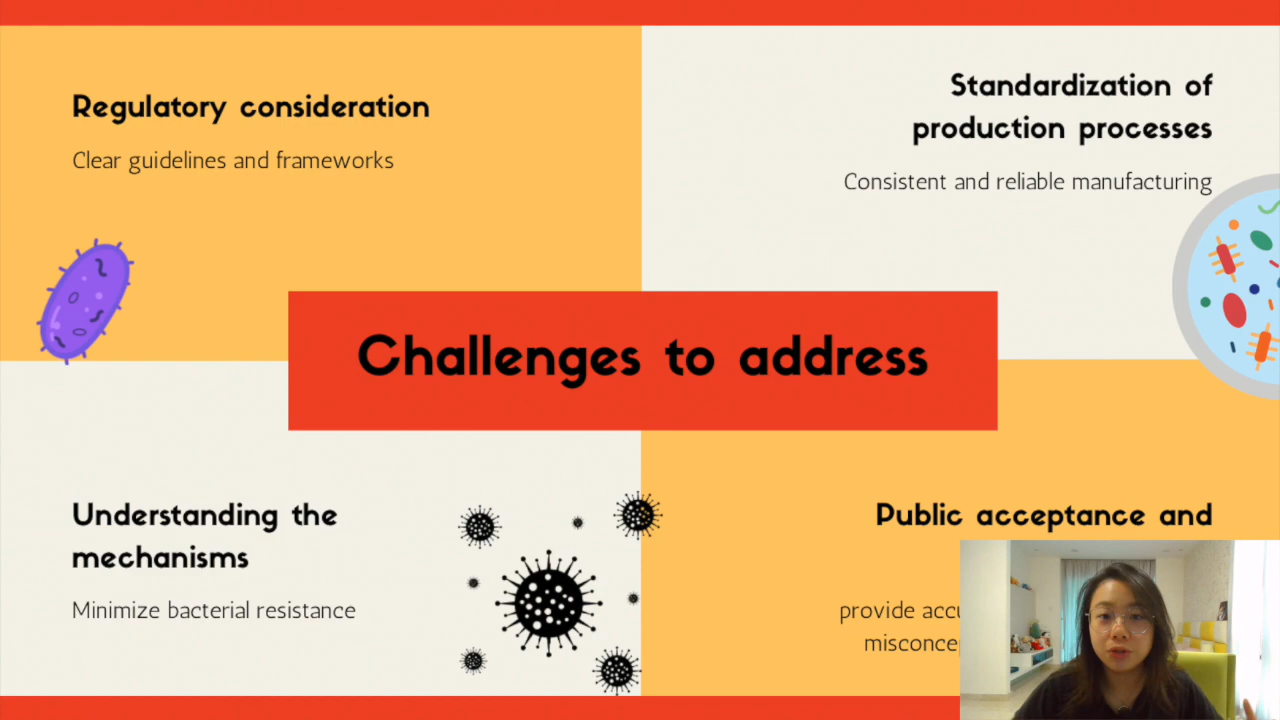 Regulatory consideration
Clear guidelines and frameworks
Standardization of
production processes
Consistent and reliable manufacturing
Challenges to address
Understanding the
mechanisms
Minimize bacterial resistance
Public acceptance and
provide